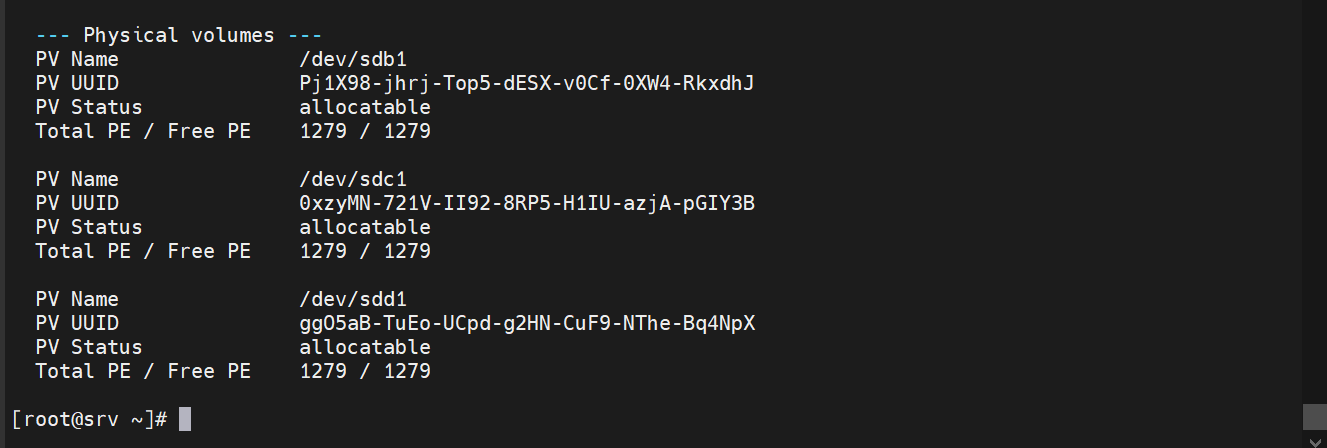 --- Physical volumes ---
PV Name /dev/sdb1
PV UUID Pj1X98-jhrj-Top5-dESX-v0Cf-0XW4-RkxdhJ
PV Status allocatable
Total PE / Free PE 1279 / 1279
PV Name /dev/sdc1
PV UUID 0xzyMN-721V-II92-8RP5-H1IU-azjA-pGIY3B
PV Status allocatable
Total PE / Free PE 1279 / 1279
PV Name /dev/sdd1
PV UUID ggO5aB-TuEo-UCpd-g2HN-CuF9-NThe-Bq4NpX
PV Status allocatable
Total PE / Free PE 1279 / 1279
[root@srv ~]#